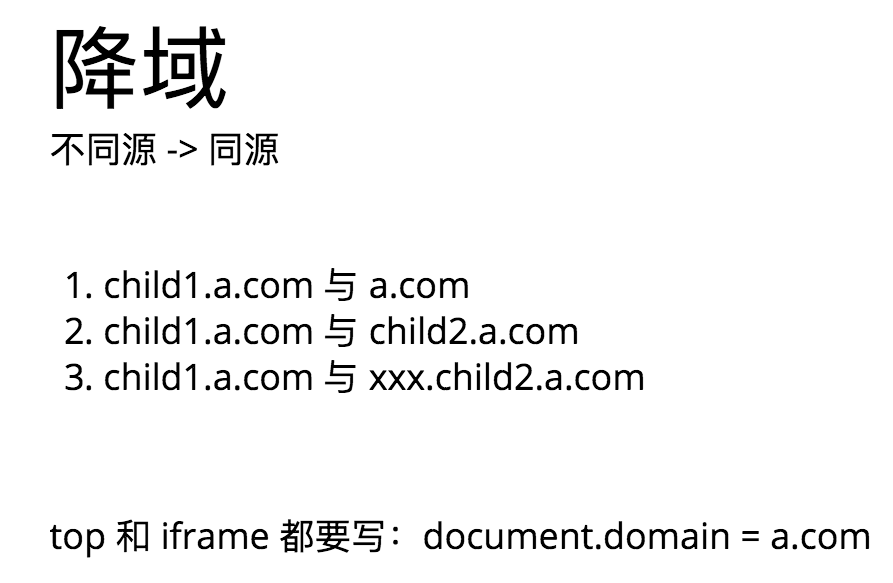 降域
不同源 -> 同源
1. child1.a.com 与 a.com
2. child1.a.com 与 child2.a.com
3. child1.a.com 与 xxx.child2.a.com
top 和 iframe 都要写：document.domain = a.com